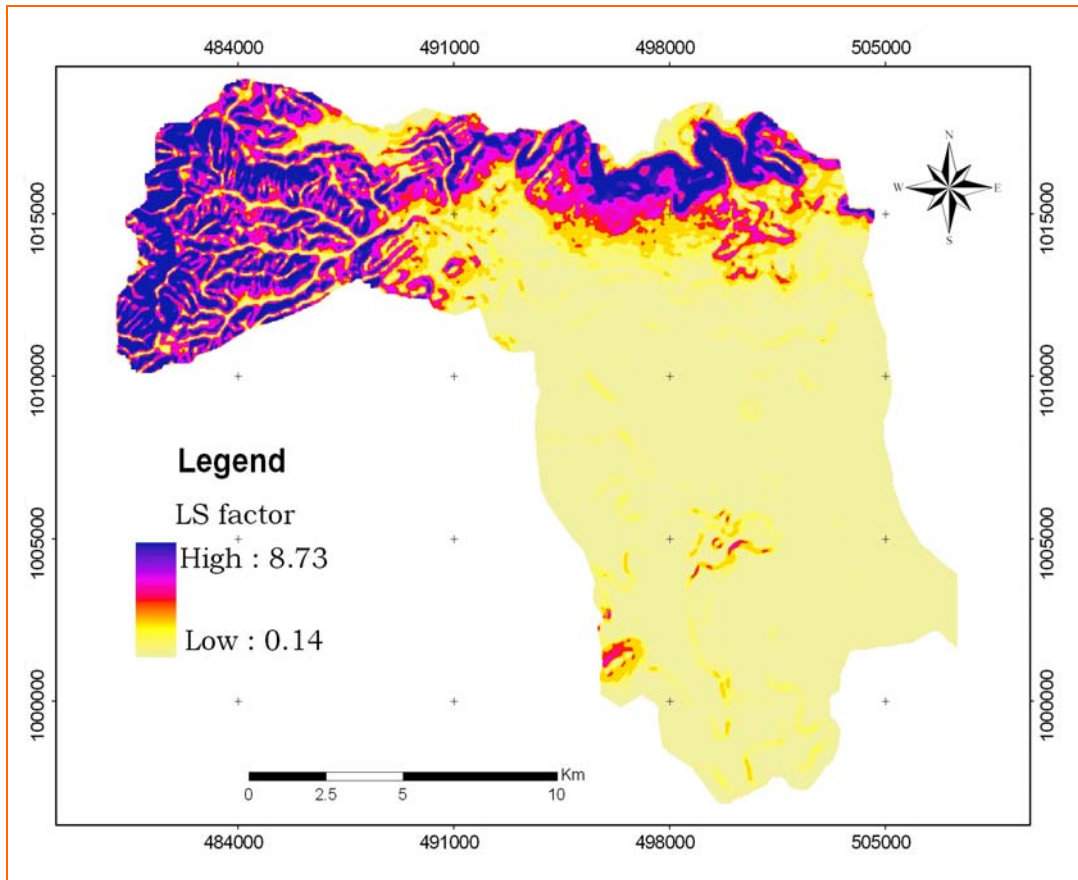 484000 491000 498000 505000
N
W E
S
1015000 1015000
1010000 1010000
Legend
LS factor
High : 8.73
Low : 0.14
1005000 1005000
1000000 1000000
Km
0 2.5 5 10
484000 491000 498000 505000